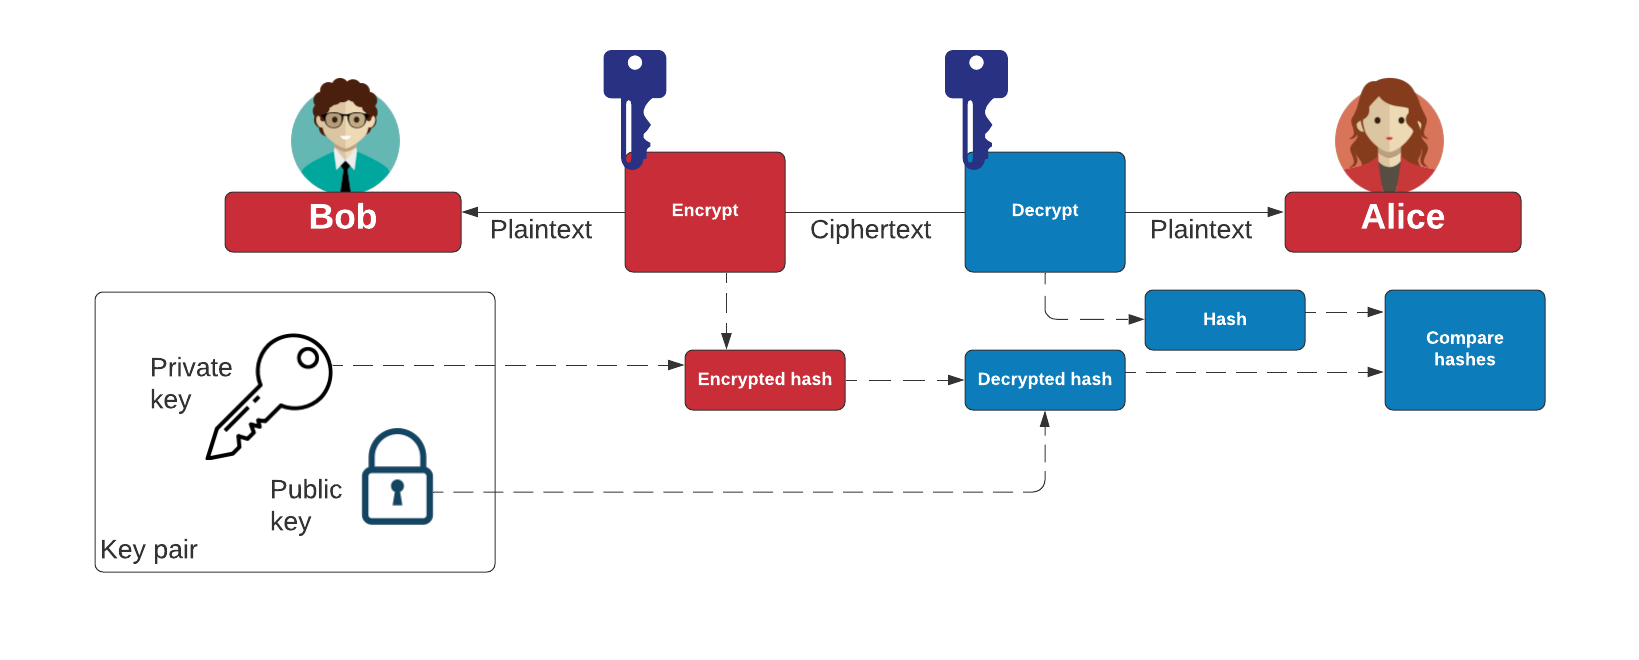 Bob
Plaintext
Encrypt
Ciphertext
Decrypt
Plaintext
Alice
Private
key
Public
key
Key pair
Encrypted hash
Decrypted hash
Hash
Compare
hashes